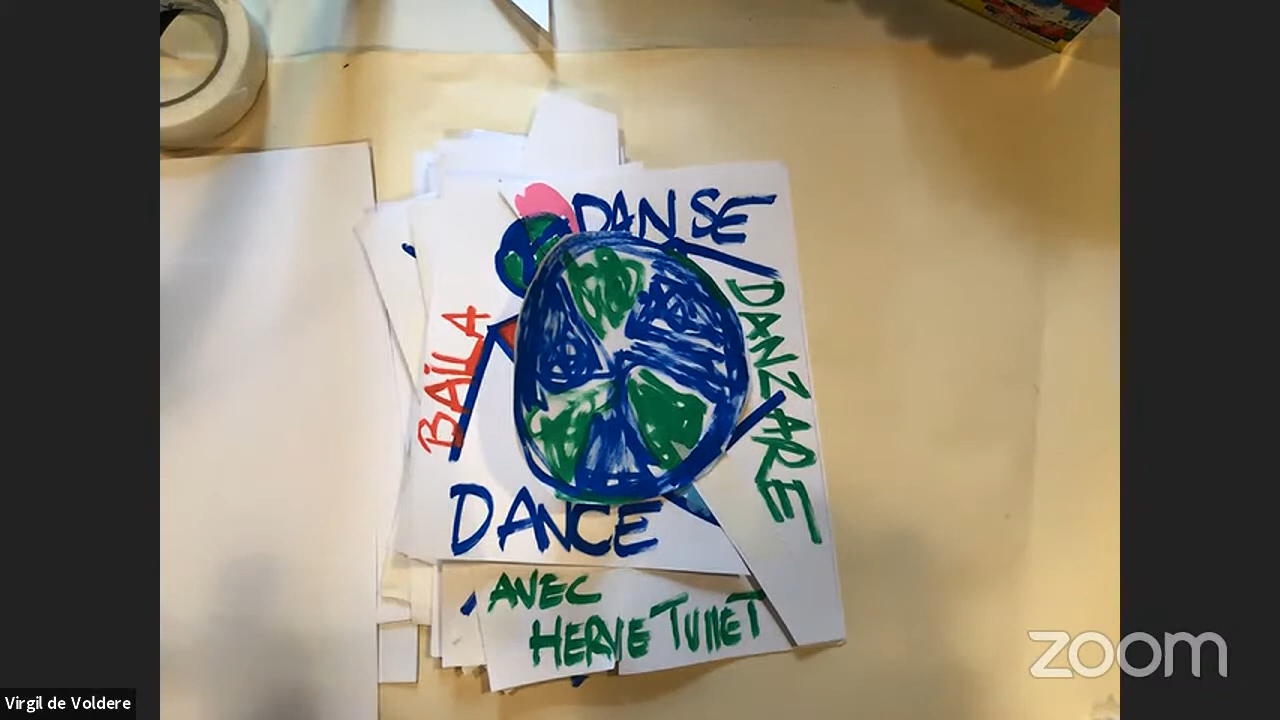 DANSE
DANZARE
BAILA
DANCE
AVEC
HERVE TULLET
zoom
Virgil de Voldere